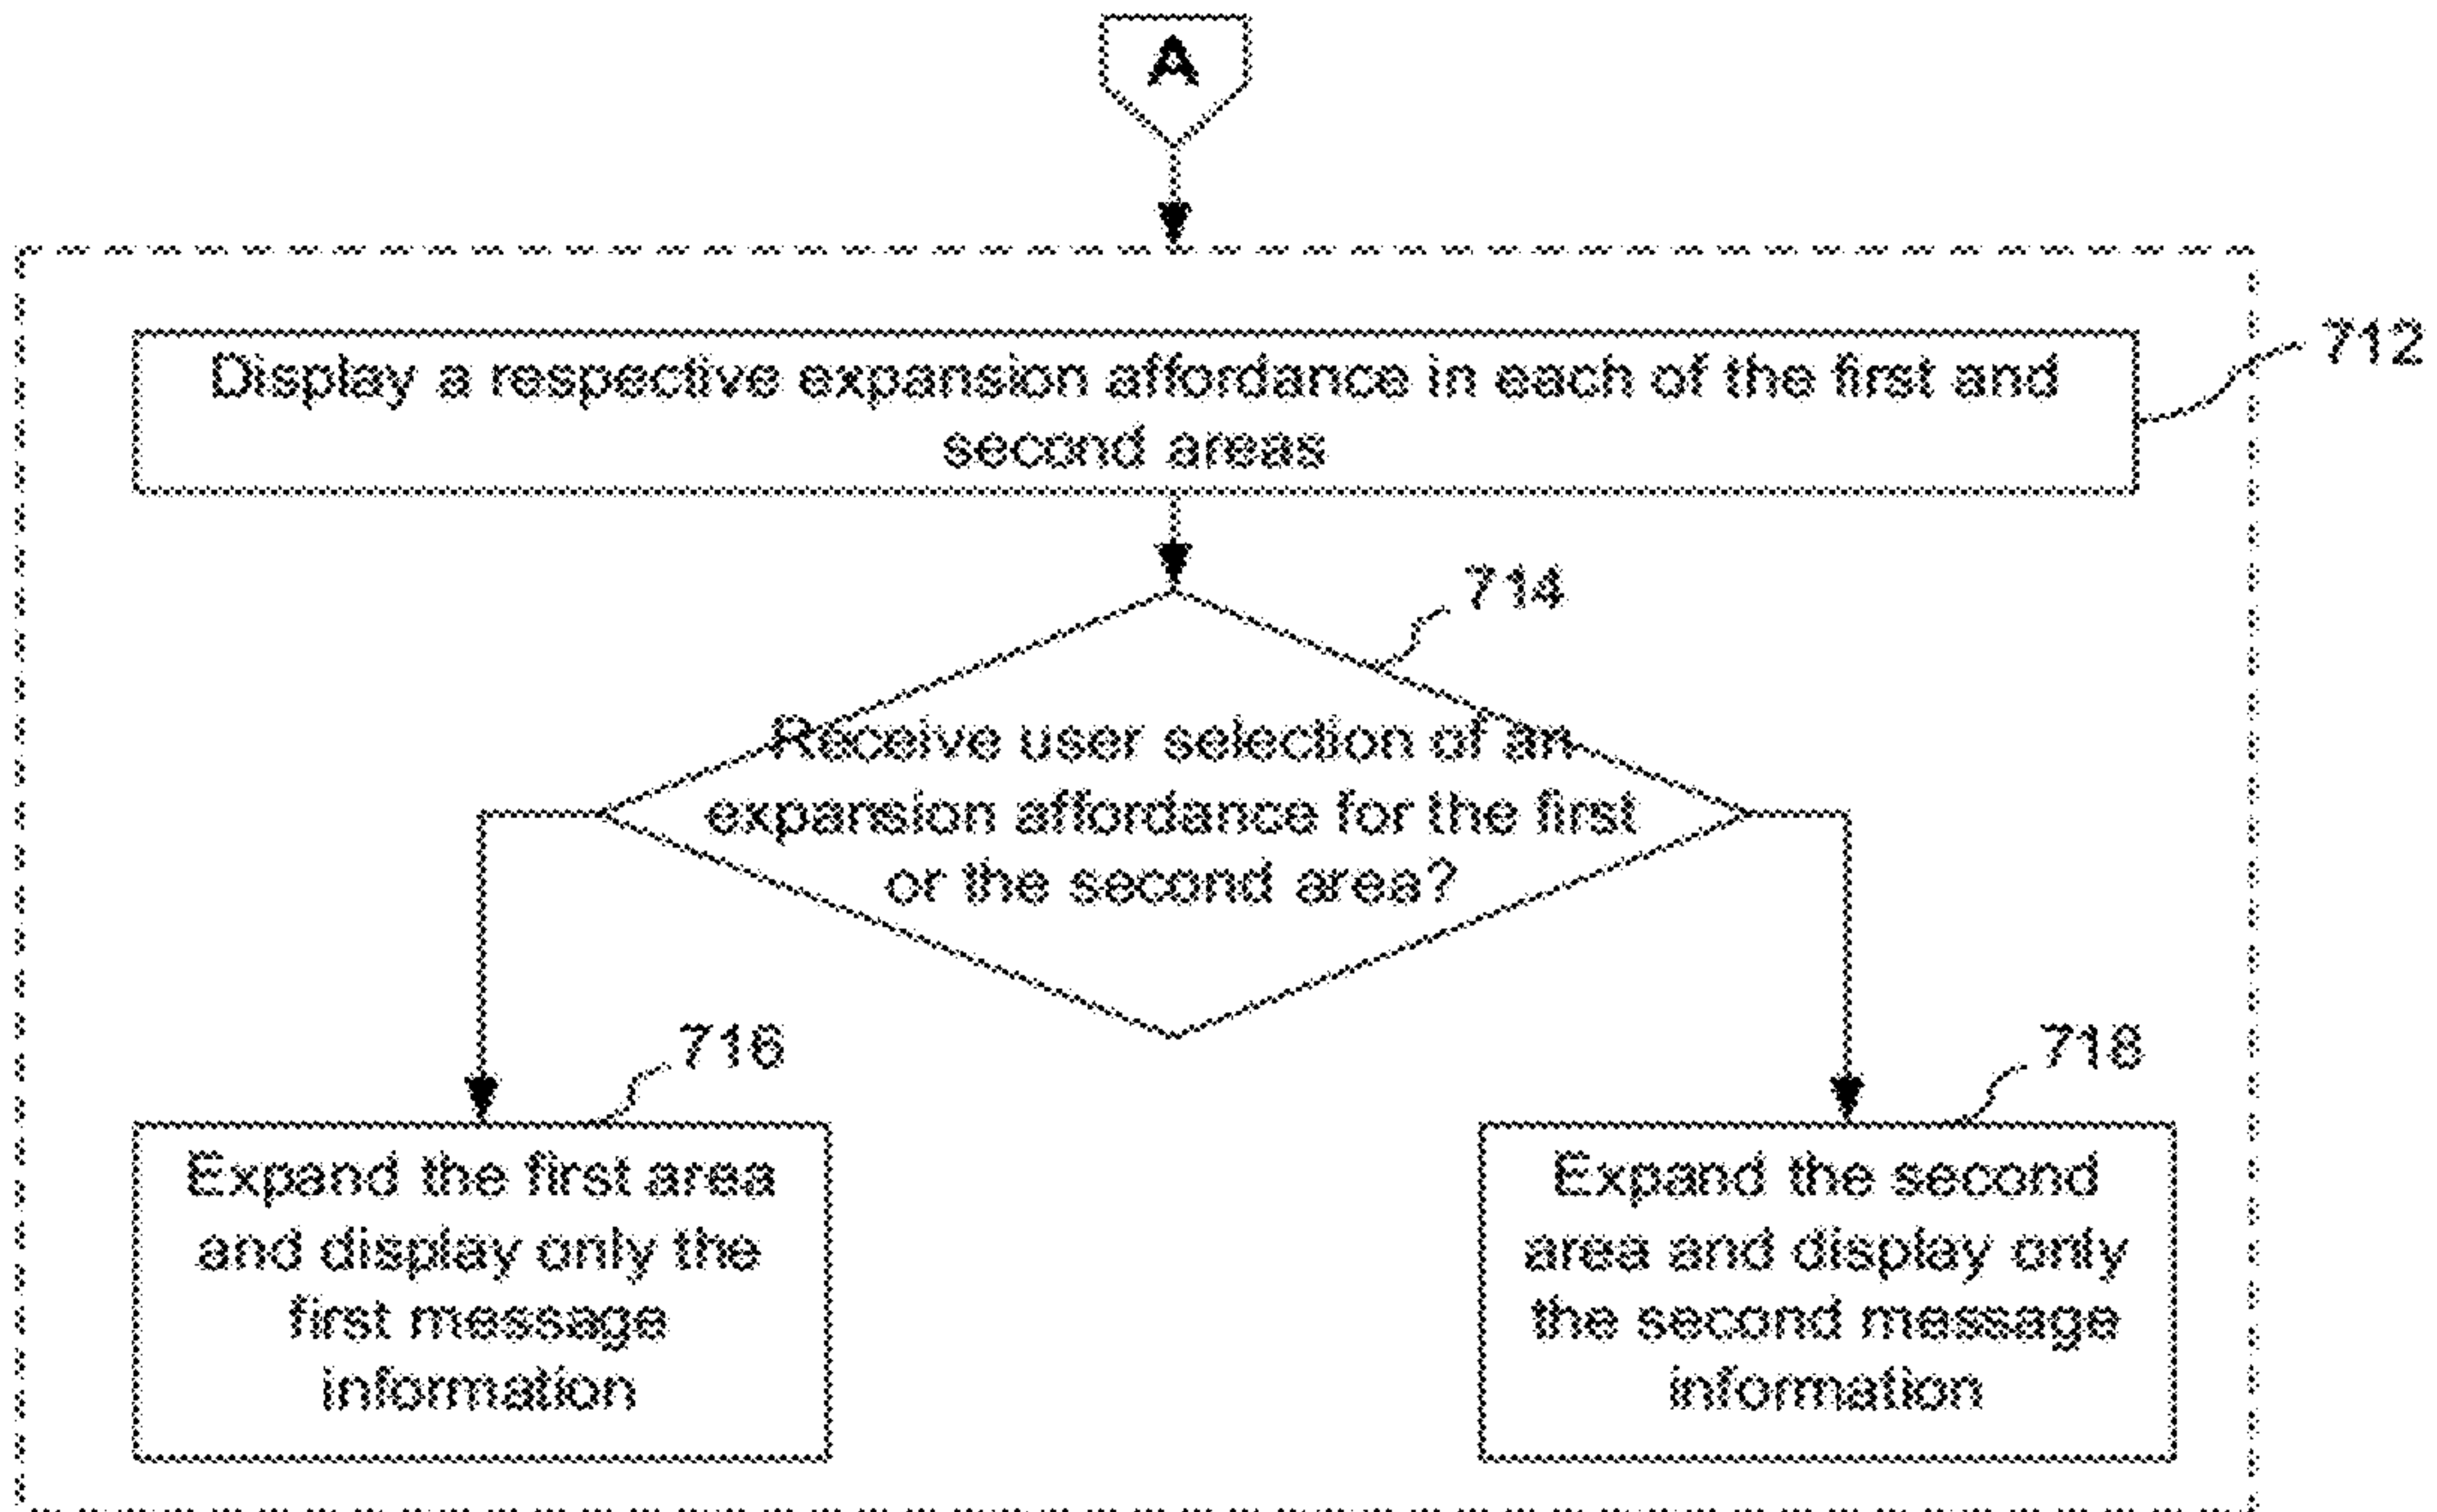 A
Display a respective expansion affordance in each of the first and
second areas
712
714
Receive user selection of an
expansion affordance for the first
or the second area?
716
718
Expand the first area
and display only the
first message
information
Expand the second
area and display only
the second message
information